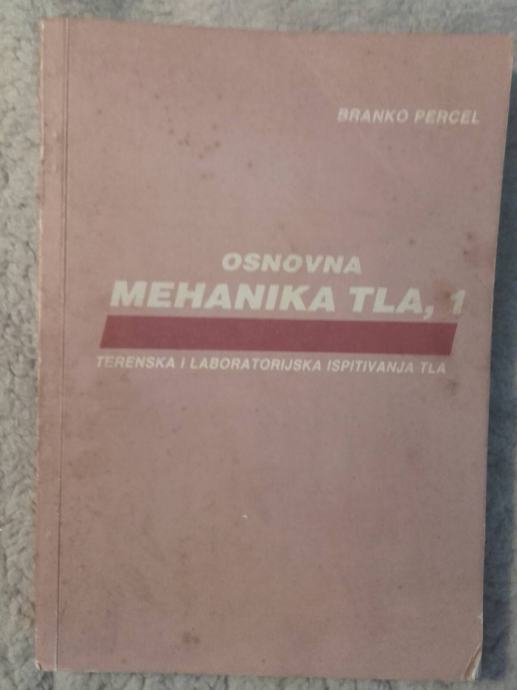 BRANKO PERCEL
OSNOVNA
MEHANIKA TLA, 1
TERENSKA I LABORATORIJSKA ISPITIVANJA TLA